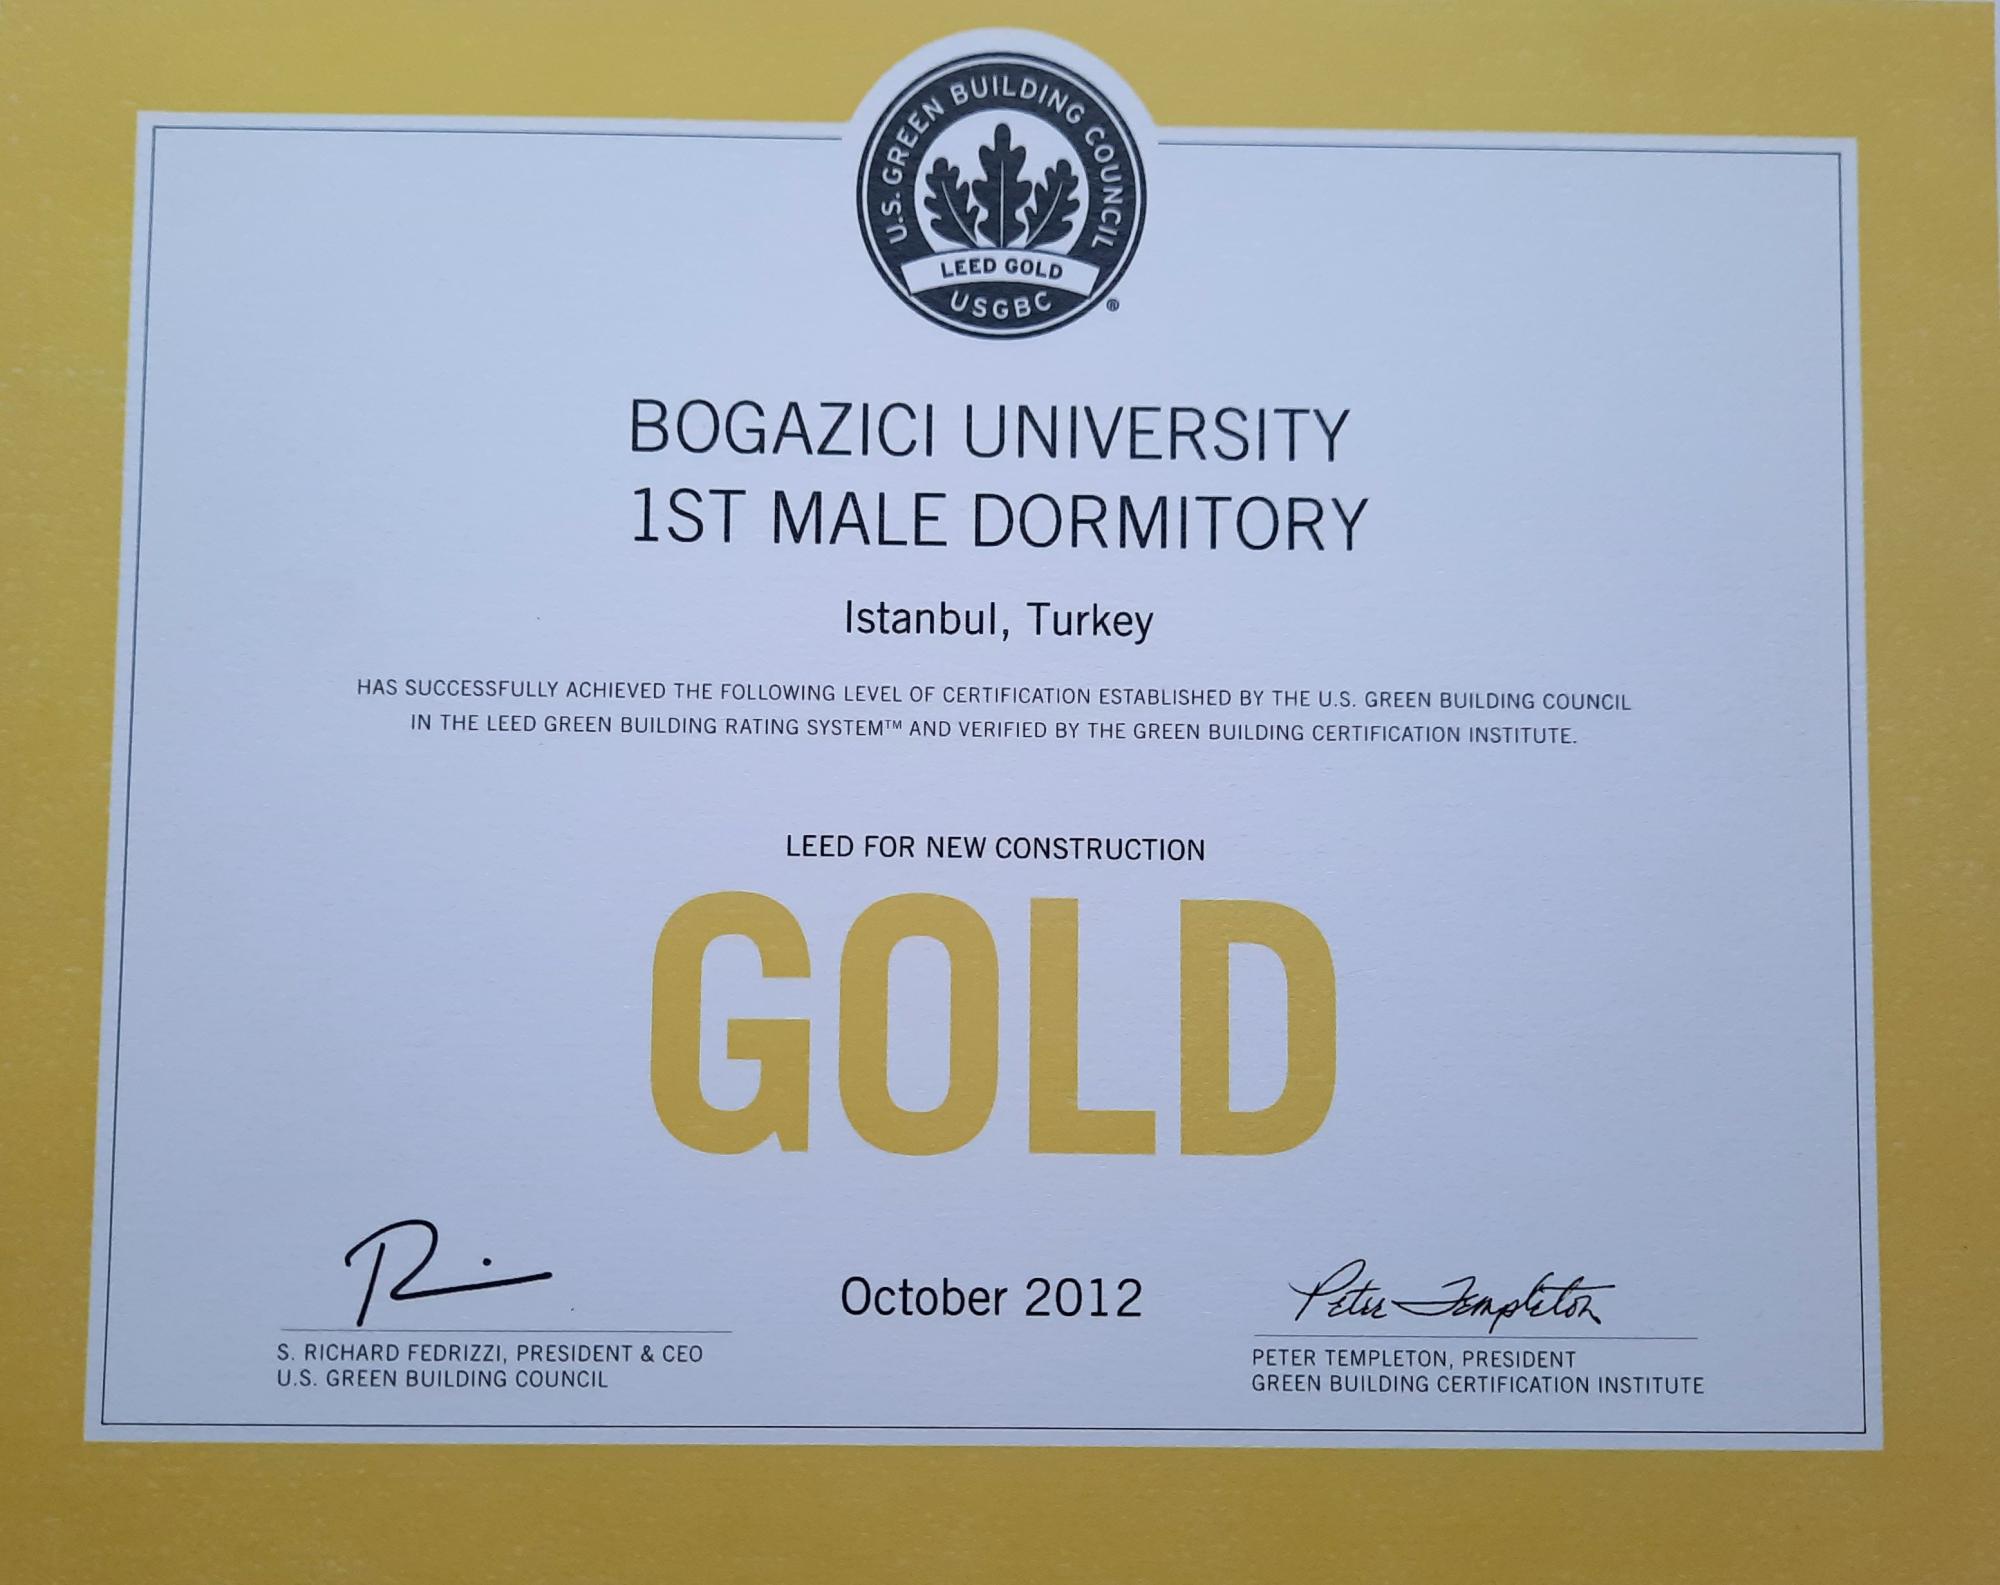 U.S. GREEN BUILDING COUNCIL
LEED GOLD
USGBC
®
BOGAZICI UNIVERSITY
1ST MALE DORMITORY
Istanbul, Turkey
HAS SUCCESSFULLY ACHIEVED THE FOLLOWING LEVEL OF CERTIFICATION ESTABLISHED BY THE U.S. GREEN BUILDING COUNCIL
IN THE LEED GREEN BUILDING RATING SYSTEM™ AND VERIFIED BY THE GREEN BUILDING CERTIFICATION INSTITUTE.
LEED FOR NEW CONSTRUCTION
GOLD
October 2012
Peter Templeton
S. RICHARD FEDRIZZI, PRESIDENT & CEO
U.S. GREEN BUILDING COUNCIL
PETER TEMPLETON, PRESIDENT
GREEN BUILDING CERTIFICATION INSTITUTE